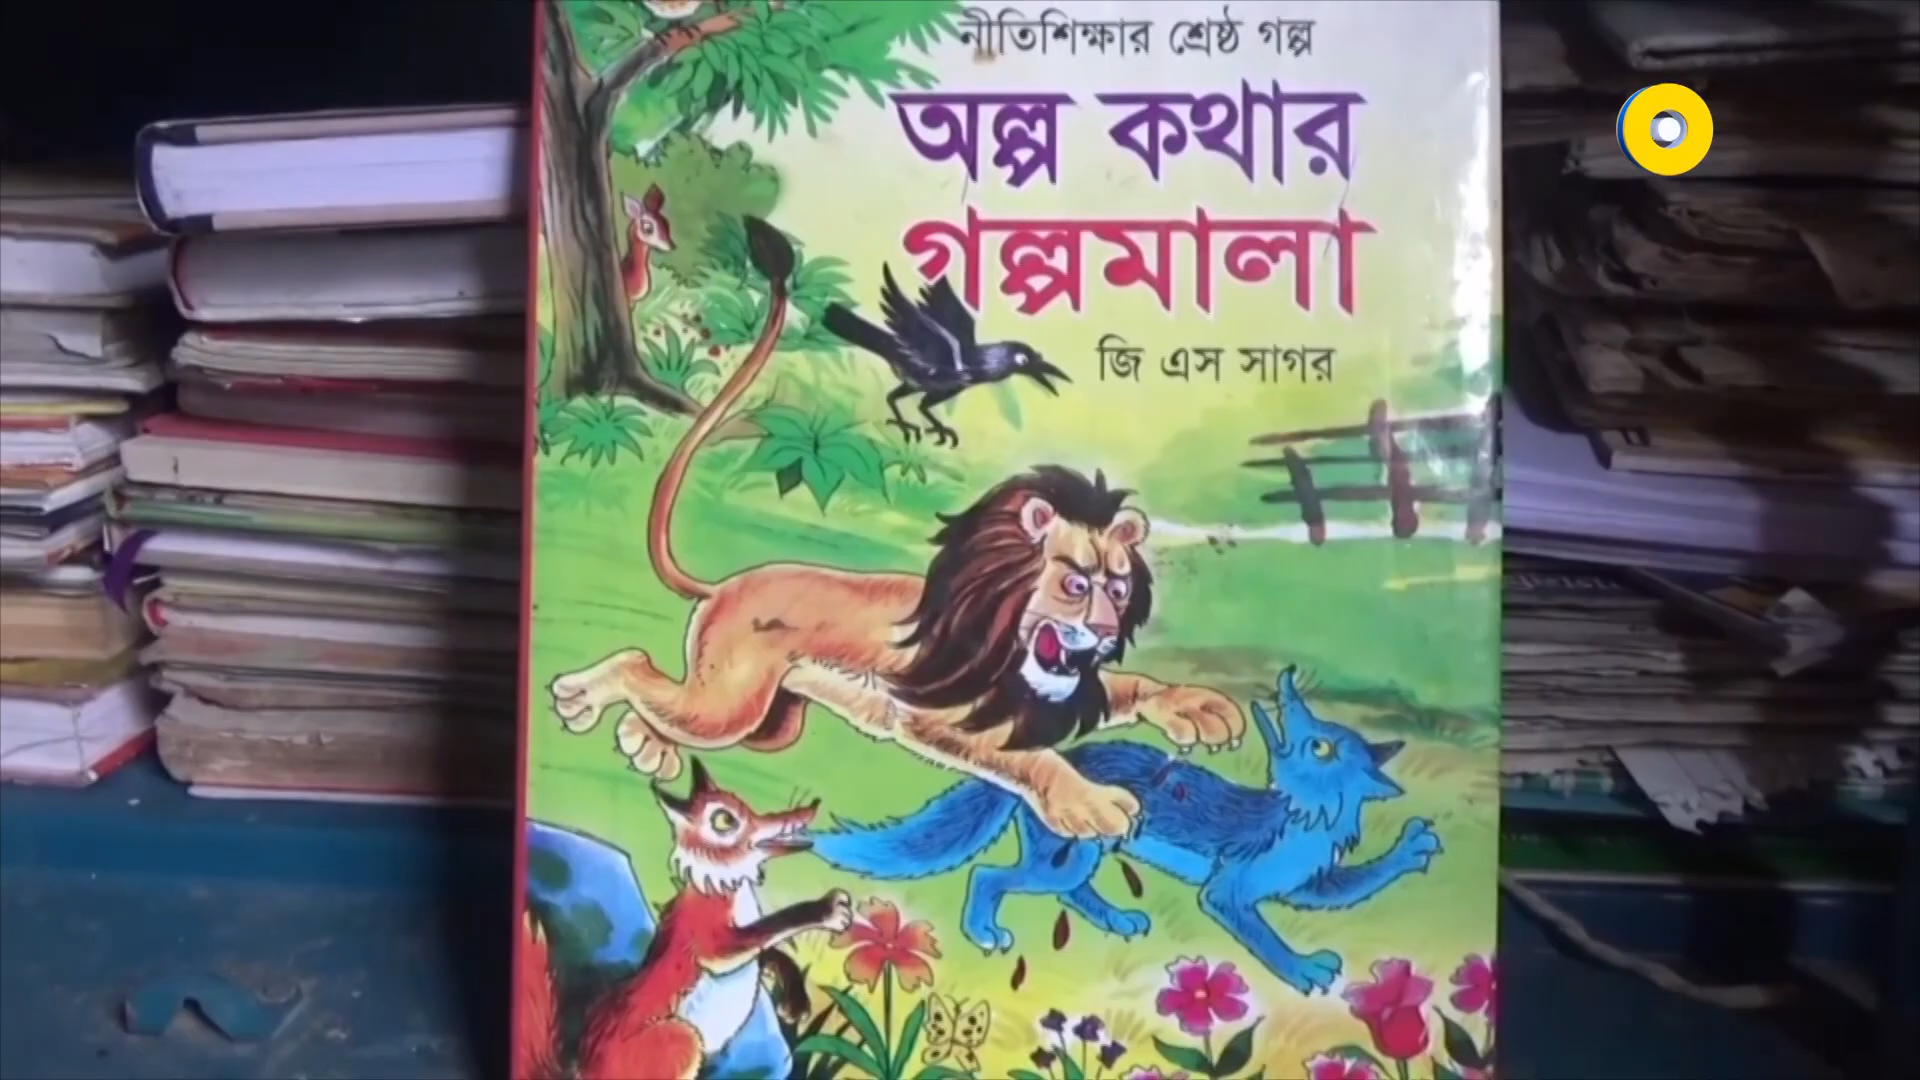 নীতিশিক্ষার শ্রেষ্ঠ গল্প
অল্প কথার
গল্পমালা
জি এস সাগর